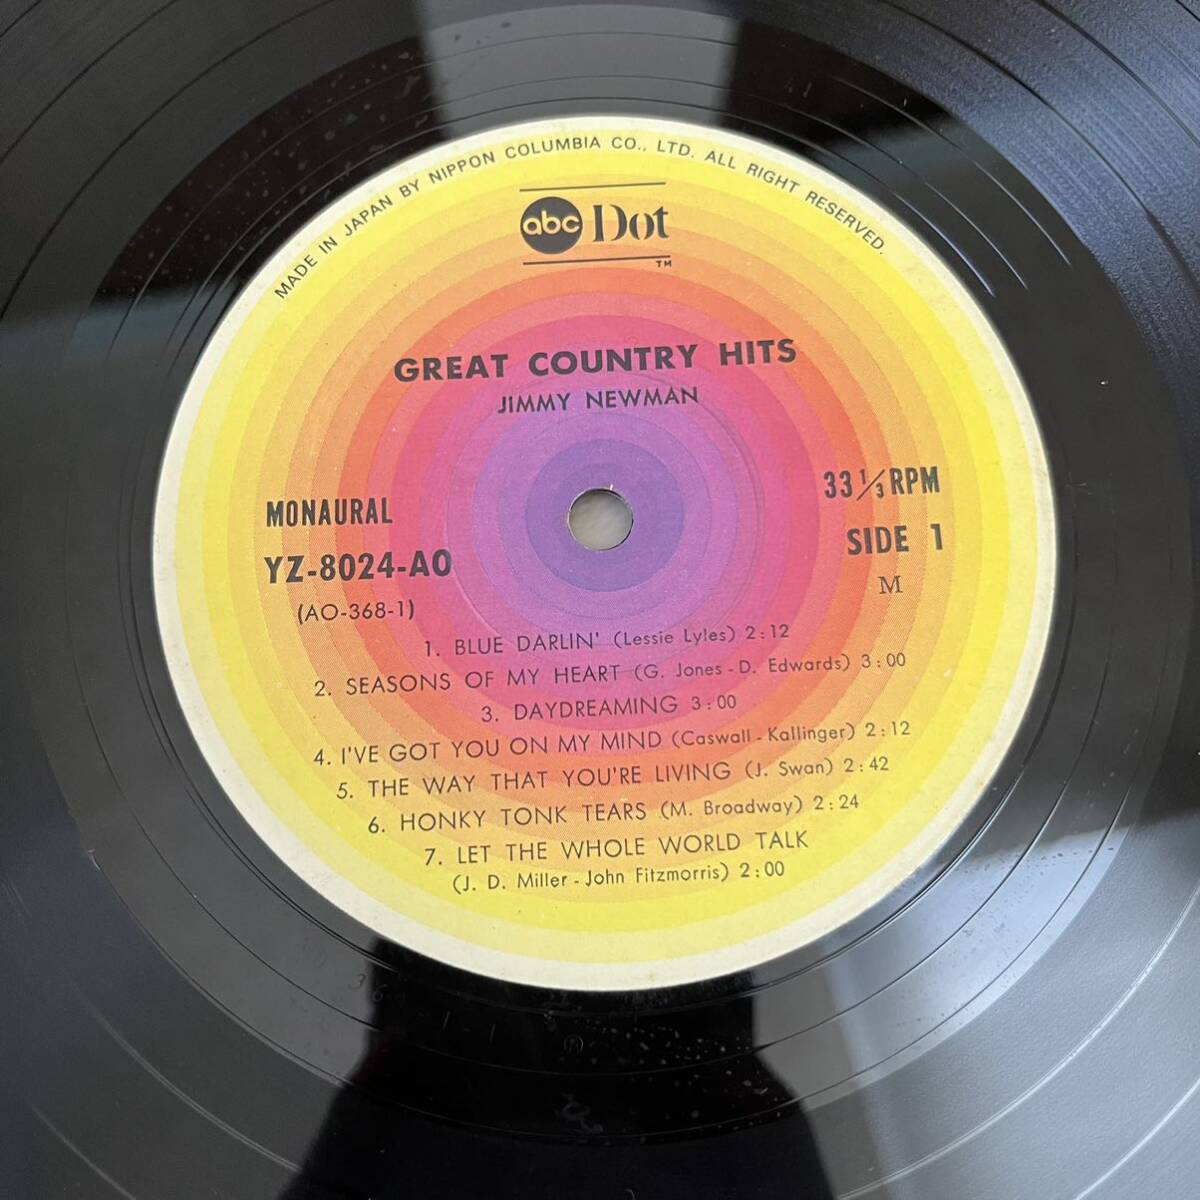 MADE IN JAPAN BY NIPPON COLUMBIA CO., LTD. ALL RIGHT RESERVED.
abc Dot
TM
GREAT COUNTRY HITS
JIMMY NEWMAN
MONAURAL
YZ-8024-AO
(AO-368-1)
33 1/3 RPM
SIDE 1
M
1. BLUE DARLIN' (Lessie Lyles) 2:12
2. SEASONS OF MY HEART (G. Jones-D. Edwards) 3:00
3. DAYDREAMING 3:00
4. I'VE GOT YOU ON MY MIND (Caswall-Kallinger) 2:12
5. THE WAY THAT YOU'RE LIVING (J. Swan) 2:42
6. HONKY TONK TEARS (M. Broadway) 2:24
7. LET THE WHOLE WORLD TALK
(J. D. Miller-John Fitzmorris) 2:00